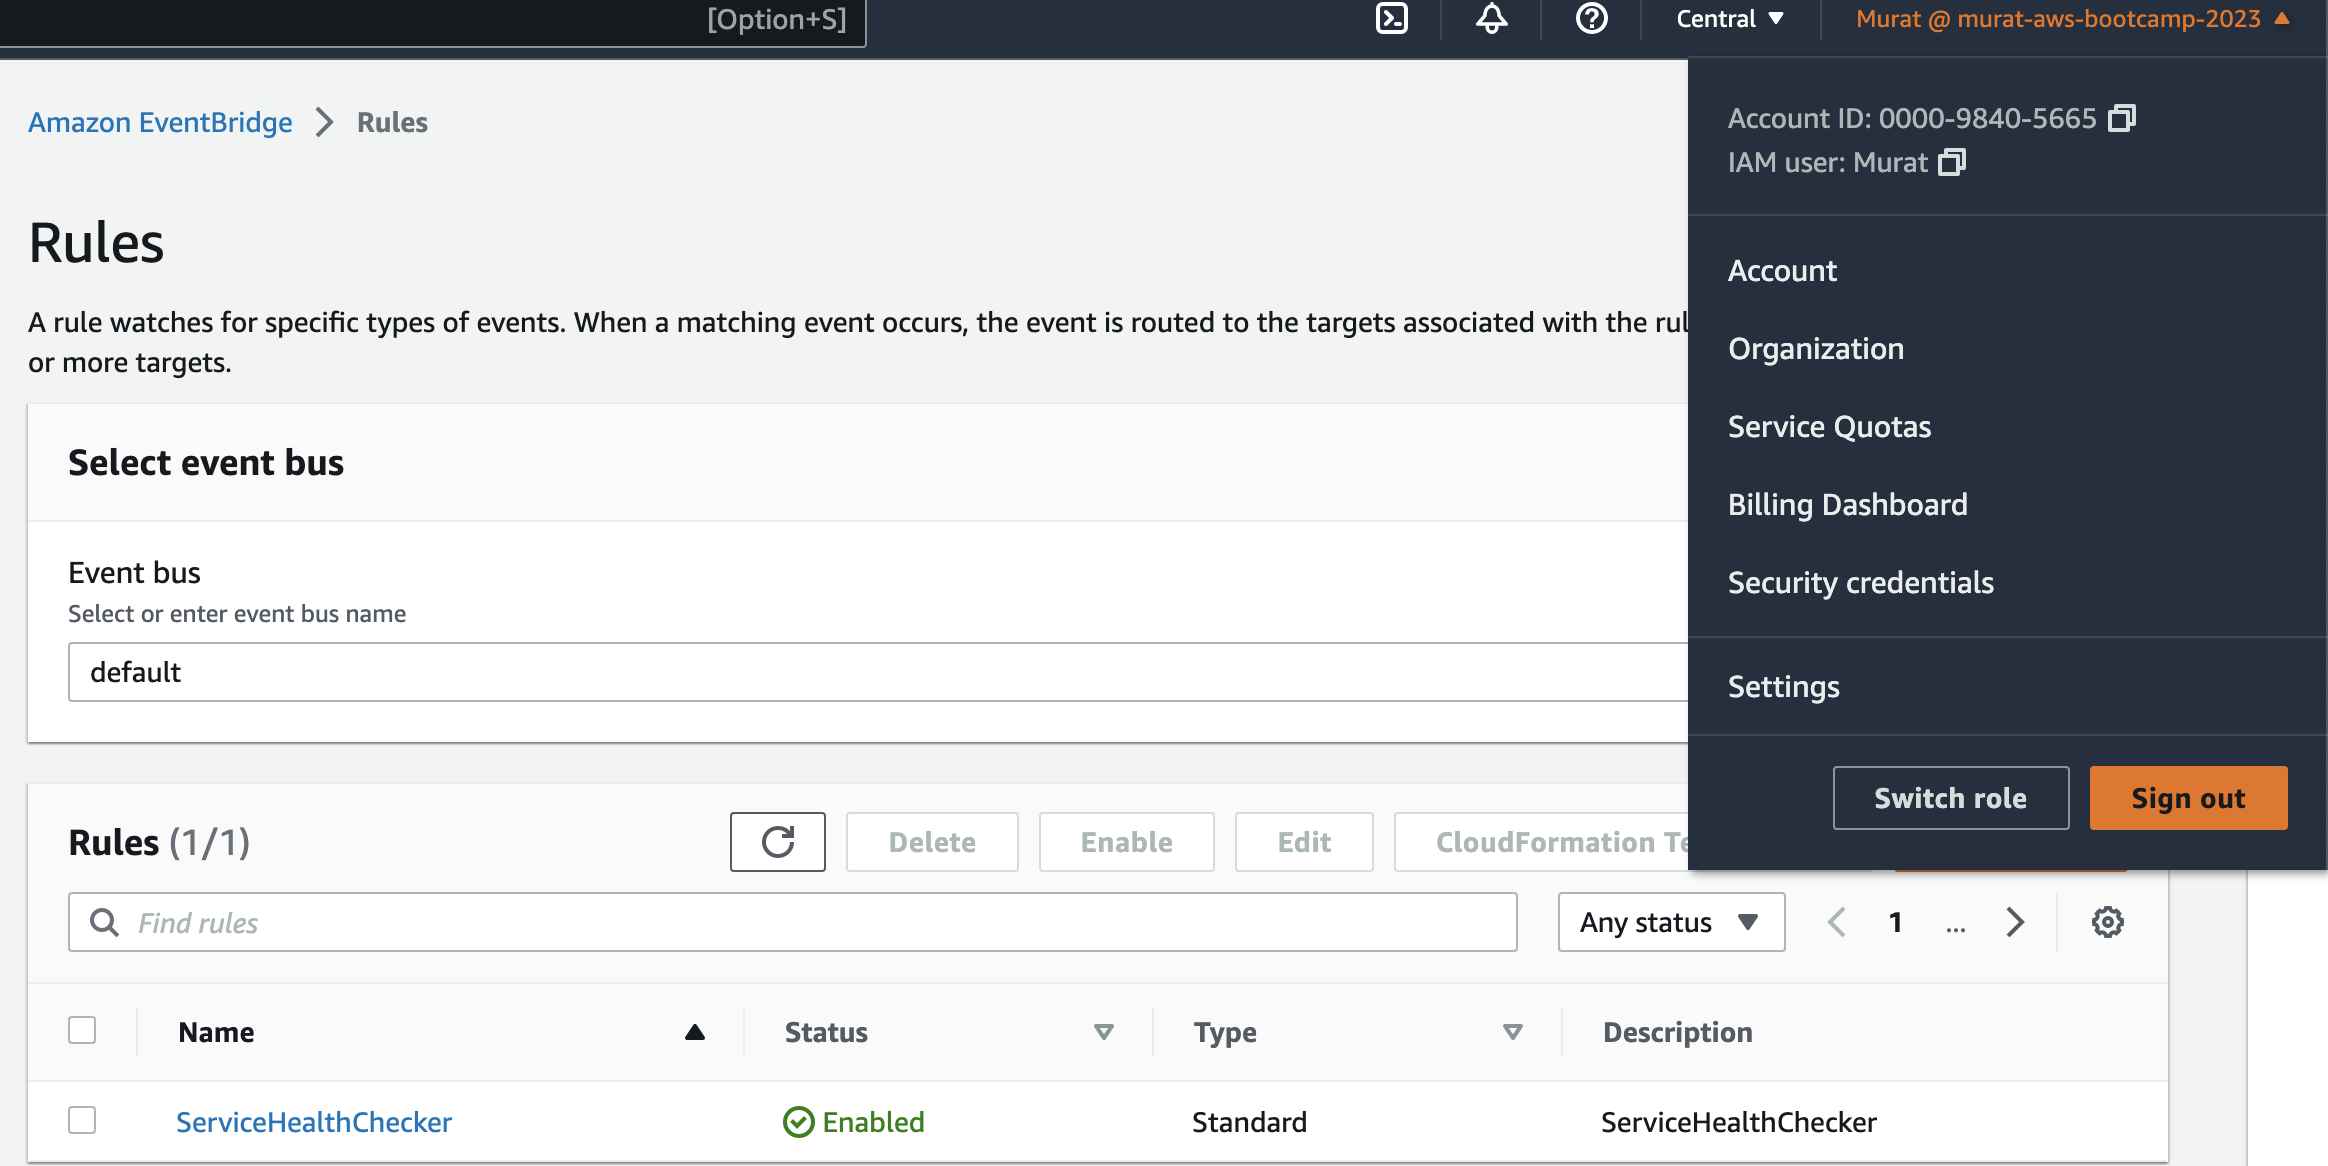 [Option+S]
Central
Murat @ murat-aws-bootcamp-2023
Account ID: 0000-9840-5665
IAM user: Murat
Account
Organization
Service Quotas
Billing Dashboard
Security credentials
Settings
Switch role
Sign out
Amazon EventBridge
Rules
Rules
A rule watches for specific types of events. When a matching event occurs, the event is routed to the targets associated with the rul
or more targets.
Select event bus
Event bus
Select or enter event bus name
default
Rules (1/1)
Delete
Enable
Edit
CloudFormation Te
Find rules
Any status
1
...
Name
Status
Type
Description
ServiceHealthChecker
Enabled
Standard
ServiceHealthChecker